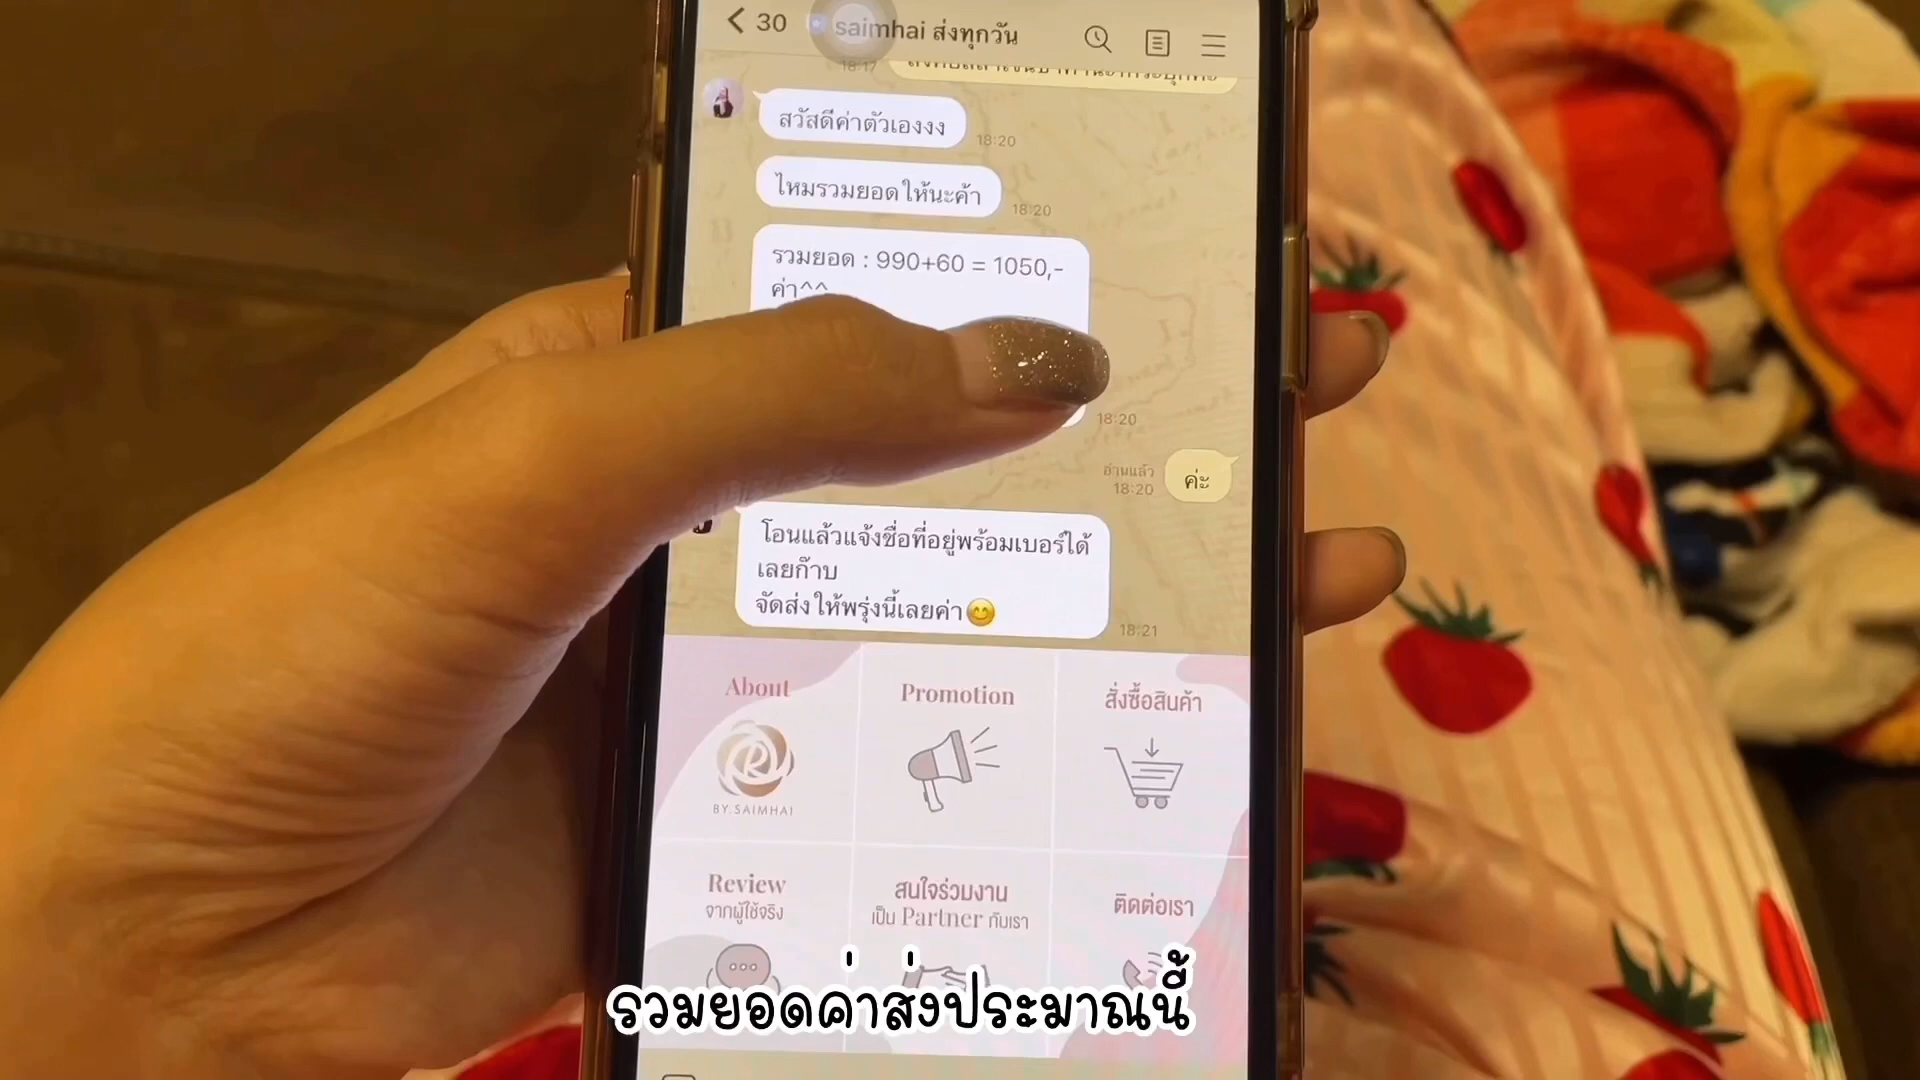 30 saimhai ส่งทุกวัน
18:17
สวัสดีค่าตัวเองงง
18:20
ไหมรวมยอดให้นะค้า
18:20
รวมยอด : 990+60 = 1050,-
ค่า^^
18:20
อ่านแล้ว
18:20
ค่ะ
โอนแล้วแจ้งชื่อที่อยู่พร้อมเบอร์ได้
เลยก๊าบ
จัดส่งให้พรุ่งนี้เลยค่า😊
18:21
About
R
BY.SAIMHAI
Promotion
สั่งซื้อสินค้า
Review
จากผู้ใช้จริง
สนใจร่วมงาน
เป็น Partner กับเรา
ติดต่อเรา
รวมยอดค่าส่งประมาณนี้